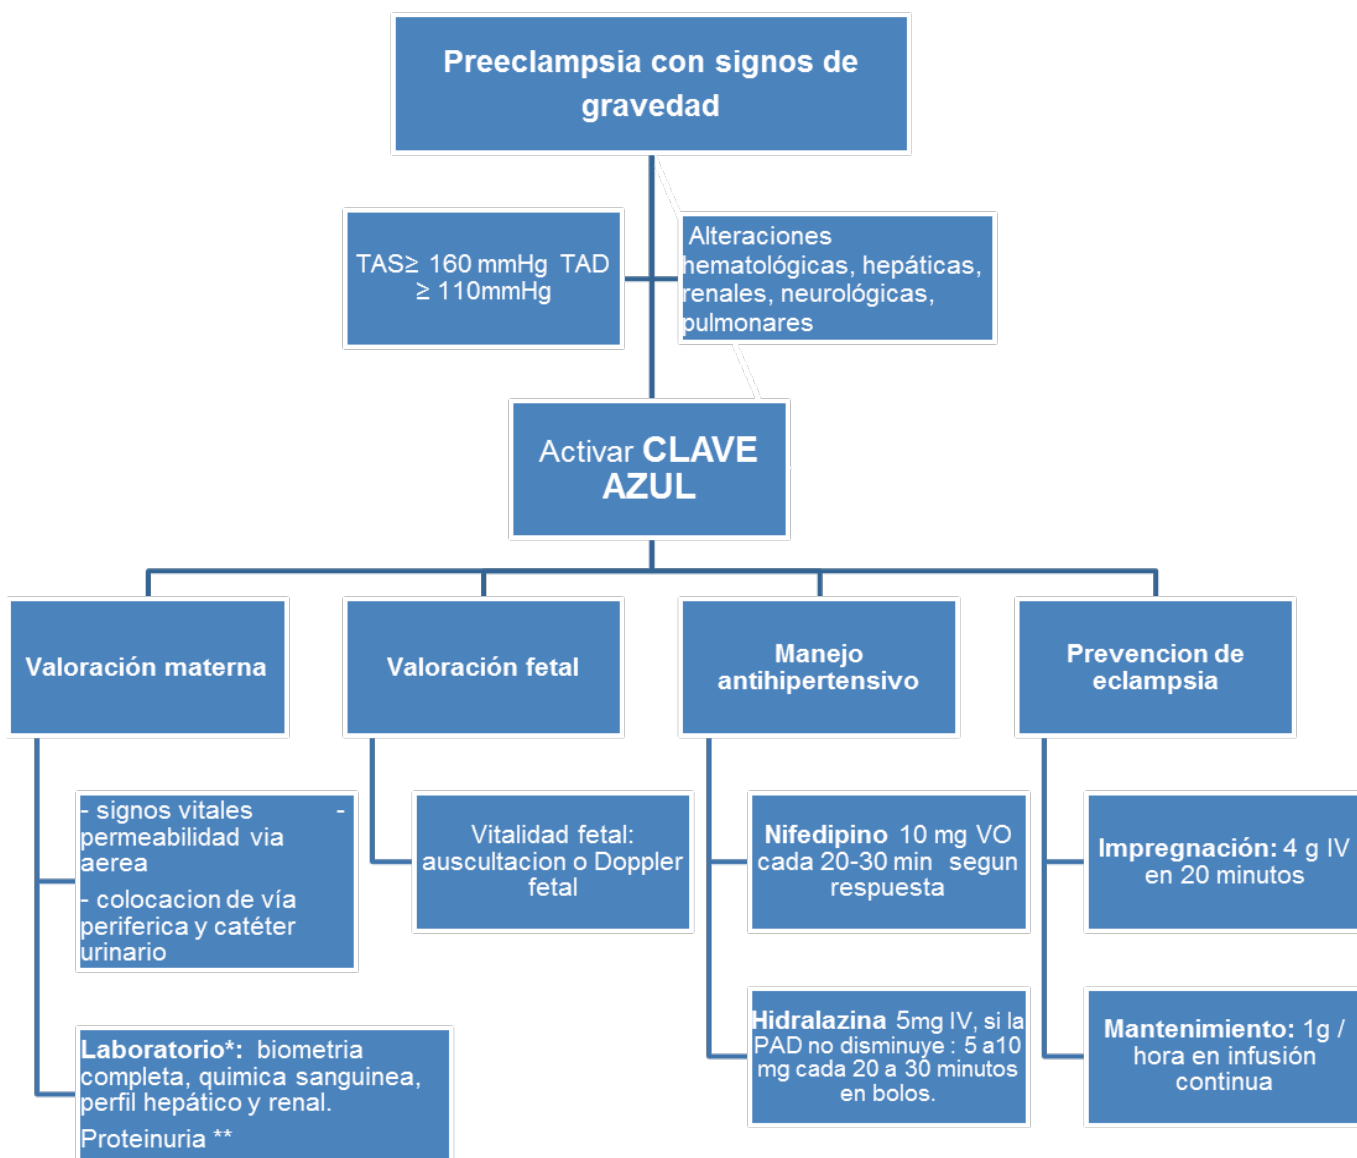 Preeclampsia con signos de
gravedad
TAS≥ 160 mmHg TAD
≥ 110mmHg
Alteraciones
hematológicas, hepáticas,
renales, neurológicas,
pulmonares
Activar CLAVE
AZUL
Valoración materna
Valoración fetal
Manejo
antihipertensivo
Prevencion de
eclampsia
- signos vitales -
permeabilidad via
aerea
- colocacion de vía
periferica y catéter
urinario
Vitalidad fetal:
auscultacion o Doppler
fetal
Nifedipino 10 mg VO
cada 20-30 min segun
respuesta
Impregnación: 4 g IV
en 20 minutos
Laboratorio*: biometria
completa, quimica sanguinea,
perfil hepático y renal.
Proteinuria **
Hidralazina 5mg IV, si la
PAD no disminuye : 5 a10
mg cada 20 a 30 minutos
en bolos.
Mantenimiento: 1g /
hora en infusión
continua